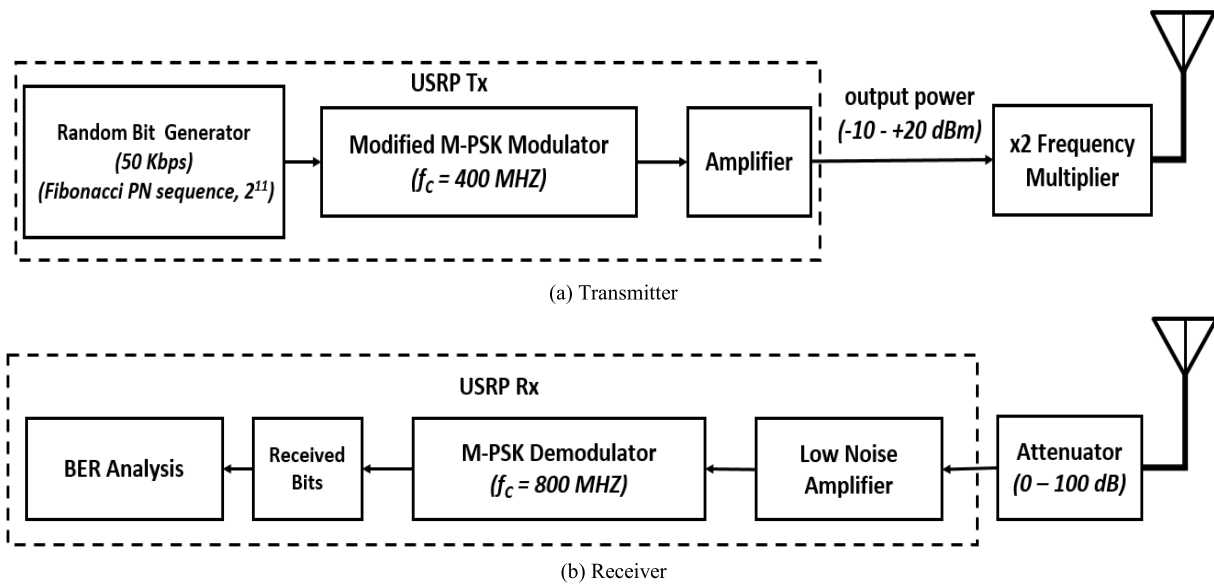 USRP Tx
Random Bit Generator
(50 Kbps)
(Fibonacci PN sequence, 2¹¹)
Modified M-PSK Modulator
(f_C = 400 MHZ)
Amplifier
output power
(-10 - +20 dBm)
x2 Frequency
Multiplier
(a) Transmitter
USRP Rx
BER Analysis
Received
Bits
M-PSK Demodulator
(f_C = 800 MHZ)
Low Noise
Amplifier
Attenuator
(0 – 100 dB)
(b) Receiver